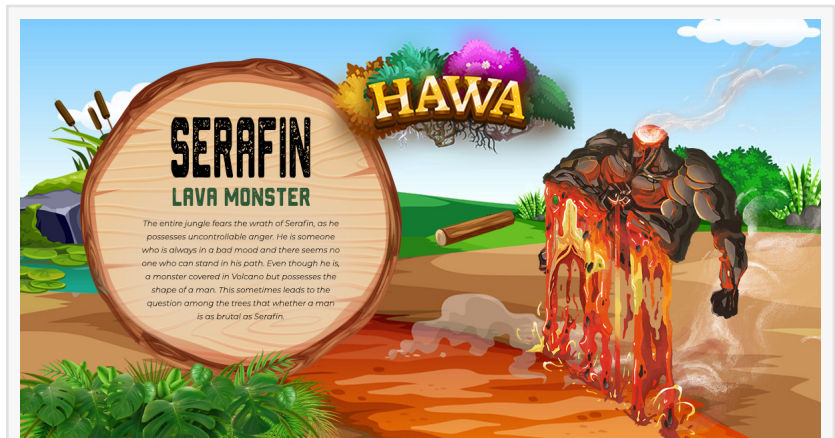 HAWA
SERAFIN
LAVA MONSTER
The entire jungle fears the wrath of Serafin, as he
possesses uncontrollable anger. He is someone
who is always in a bad mood and there seems no
one who can stand in his path. Even though he is,
a monster covered in Volcano but possesses the
shape of a man. This sometimes leads to the
question among the trees that whether a man
is as brutal as Serafin.